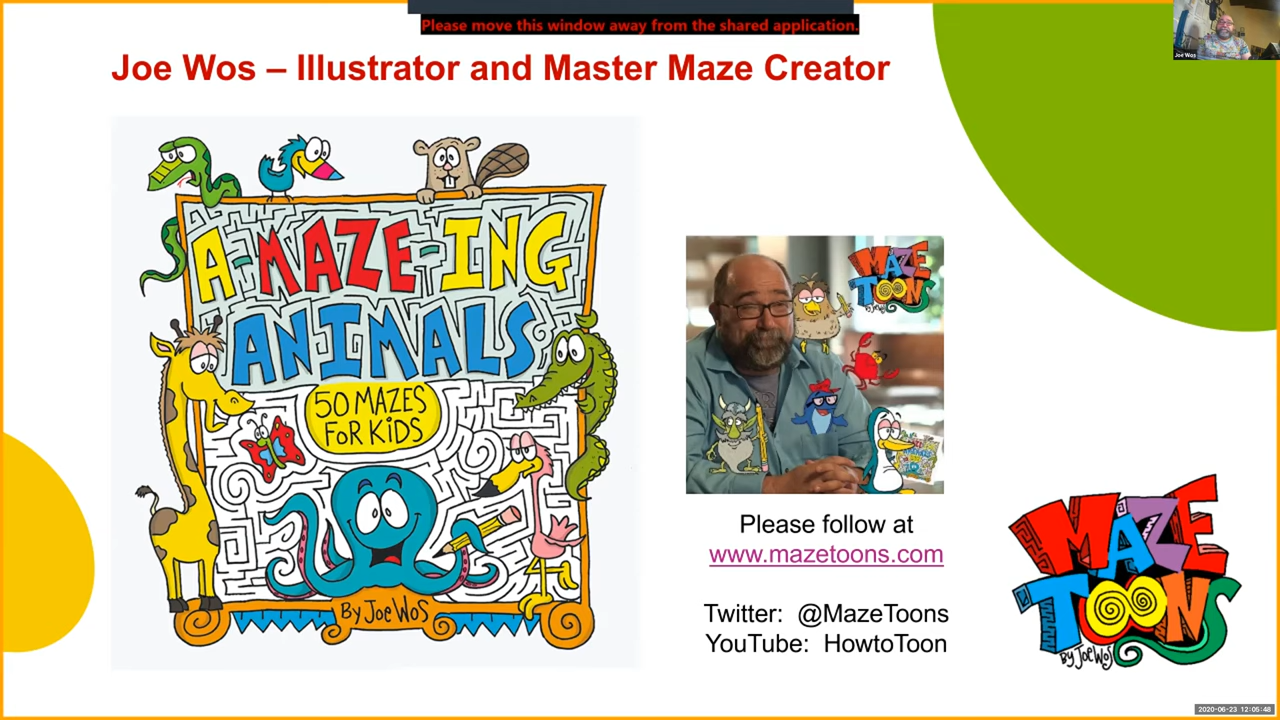 Please move this window away from the shared application.
Joe Wos
Joe Wos – Illustrator and Master Maze Creator
A-MAZE-ING
ANIMALS
50 MAZES
FOR KiDS
By Joe Wos
MAZE
TOONS
Please follow at
www.mazetoons.com
Twitter: @MazeToons
YouTube: HowtoToon
MAZE
TOONS
By Joe Wos
2020-06-23 12:05:48